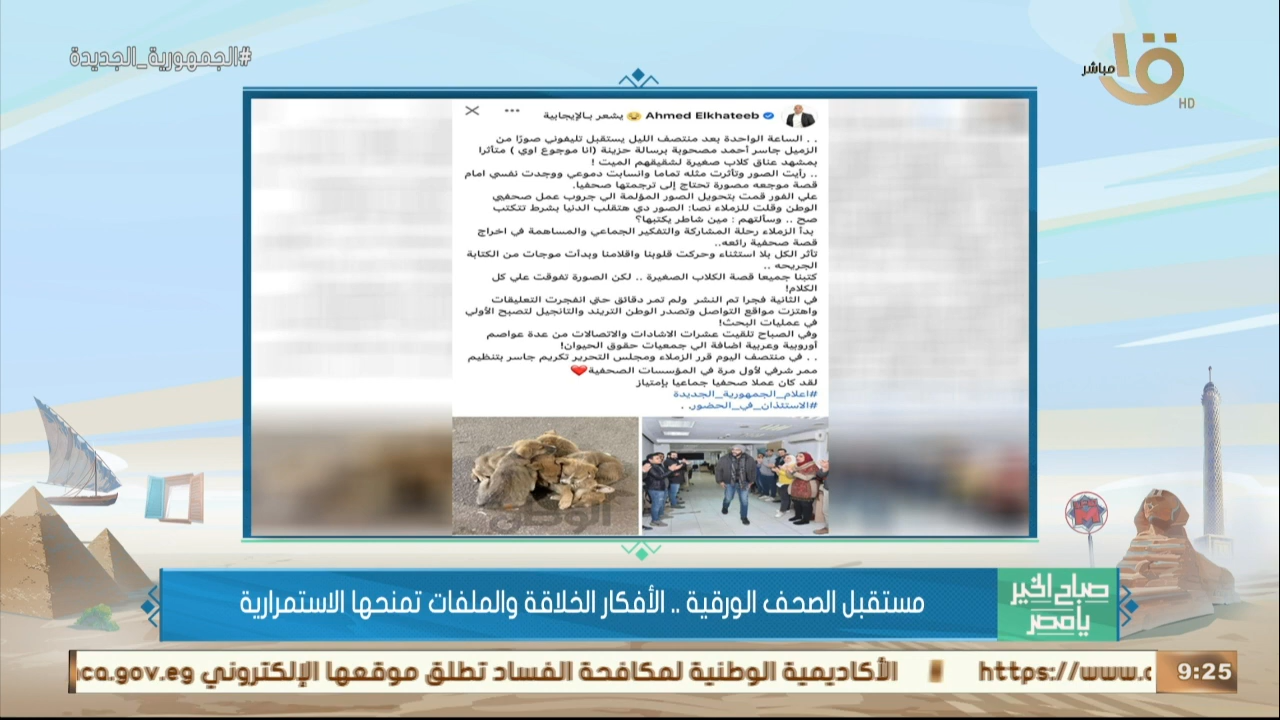 #الجمهورية_الجديدة
مباشر
HD
Ahmed Elkhateeb يشعر بـالإيجابية
. . الساعة الواحدة بعد منتصف الليل يستقبل تليفوني صورًا من
الزميل جاسر أحمد مصحوبة برسالة حزينة (انا موجوع اوي ) متأثرا
بمشهد عناق كلاب صغيرة لشقيقهم الميت !
.. رأيت الصور وتأثرت مثله تماما وانسابت دموعي ووجدت نفسي امام
قصة موجعه مصورة تحتاج إلى ترجمتها صحفيا.
علي الفور قمت بتحويل الصور المؤلمة الي جروب عمل صحفيي
الوطن وقلت للزملاء نصا: الصور دي هتقلب الدنيا بشرط تتكتب
صح .. وسألتهم : مين شاطر يكتبها؟
بدأ الزملاء رحلة المشاركة والتفكير الجماعي والمساهمة في اخراج
قصة صحفية رائعه..
تأثر الكل بلا استثناء وحركت قلوبنا واقلامنا وبدأت موجات من الكتابة
الجريحه ..
كتبنا جميعا قصة الكلاب الصغيرة .. لكن الصورة تفوقت علي كل
الكلام!
في الثانية فجرا تم النشر ولم تمر دقائق حتي انفجرت التعليقات
واهتزت مواقع التواصل وتصدر الوطن التريند والتانجيل لتصبح الأولي
في عمليات البحث!
وفي الصباح تلقيت عشرات الاشادات والاتصالات من عدة عواصم
أوروبية وعربية اضافة الي جمعيات حقوق الحيوان!
. . في منتصف اليوم قرر الزملاء ومجلس التحرير تكريم جاسر بتنظيم
ممر شرفي لأول مرة في المؤسسات الصحفية❤️
لقد كان عملا صحفيا جماعيا بإمتياز
#اعلام_الجمهورية_الجديدة
#الاستئذان_في_الحضور. .
الوطن
صباح الخير
يا مصر
مستقبل الصحف الورقية .. الأفكار الخلاقة والملفات تمنحها الاستمرارية
9:25
https://www.
الأكاديمية الوطنية لمكافحة الفساد تطلق موقعها الإلكتروني
ca.gov.eg